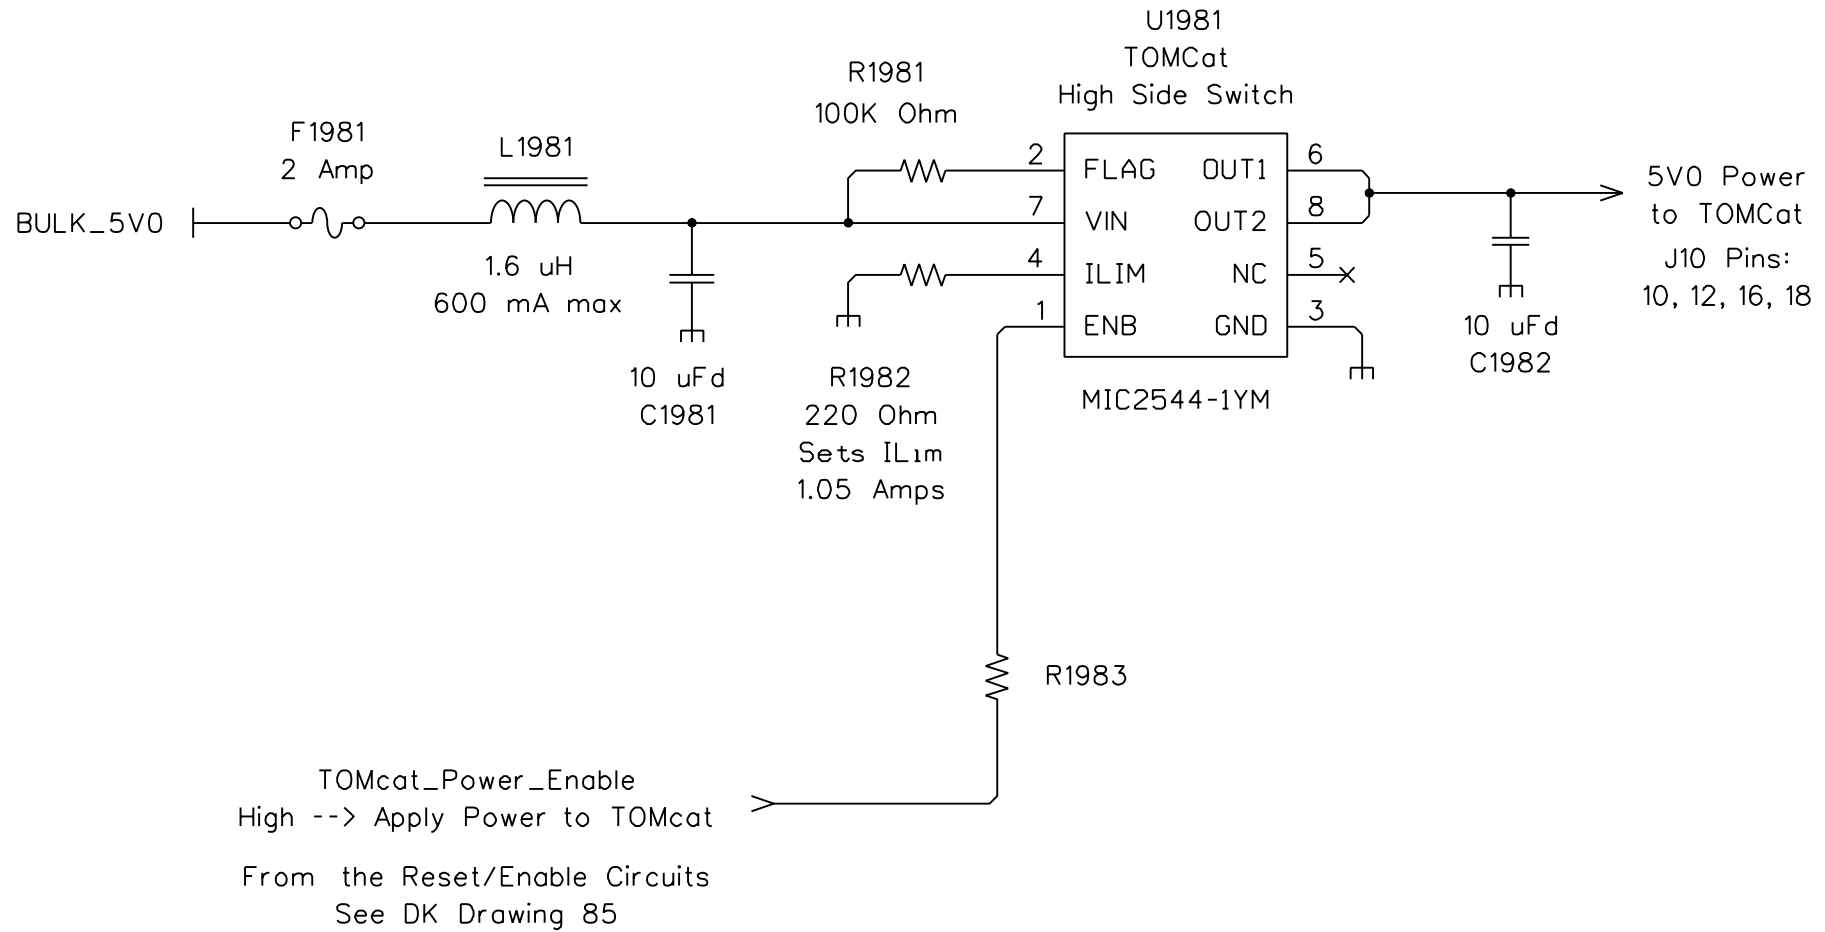 U1981
TOMCat
High Side Switch
R1981
100K Ohm
F1981
2 Amp
L1981
BULK_5V0
1.6 uH
600 mA max
10 uFd
C1981
R1982
220 Ohm
Sets ILim
1.05 Amps
2
7
4
1
FLAG OUT1
VIN OUT2
ILIM NC
ENB GND
6
8
5
3
MIC2544-1YM
5V0 Power
to TOMCat
J10 Pins:
10, 12, 16, 18
10 uFd
C1982
R1983
TOMcat_Power_Enable
High --> Apply Power to TOMcat
From the Reset/Enable Circuits
See DK Drawing 85